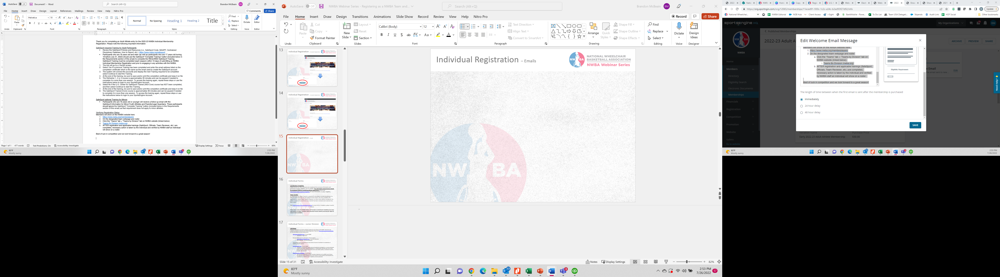 AutoSave Off Document1 - Word Search (Alt+Q) Brandon McBeain BM
File Home Insert Draw Design Layout References Mailings Review View Help Nitro Pro Comments Share
Helvetica 10 Normal No Spacing Heading 1 Heading 2 Title Find Replace Select Dictate Editor
Undo Clipboard Font Paragraph Styles Editing Voice Editor
Thank you for completing an Adult Athlete entry for the 2022-23 NWBA Individual Membership
Registration. Please note the following important information.
SafeSport required Training for Adult Participants
Review the SafeSport Policies and Resources (i.e., SafeSport Code, MAAPP, Centralized
Disciplinary Database, How to Report, etc.): https://www.nwba.org/safesport
Participants who are 18 years old and older (as well as participants who are 17 years old turning
18 before July 31, 2023) should use the SafeSport "Complete Training" button (included below in
the Requirements section of this email) to complete the REQUIRED SafeSport Training.
SafeSport Training must be completed (each season) within 10 days of submitting an NWBA
Individual Membership Registration and prior to engaging in any activities with the NWBA.
1. The link will go to a Yes/No screen
2. Select Yes if a previous Training has been completed and enter the email address listed on the
completion certificate which is the same as the email used to create the SafeSport account.
3. The system will connect the accounts and display the next Training required to be completed
select Continue to start the Training.
4. At the end of the training, be sure to save and/or print the completion certificate and keep it on file
5. The Refresher 1, 2 or 3 course is approximately 30 minutes and can be paused if needed to
complete it in more than one session. To access the training again, repeat these steps or use the
instructions below to login to your SportsEngine Account.
6. Select No if the U.S. Center for SafeSport Trained (AKA Core) course has NOT been completed,
and then select Continue to start the Training.
7. At the end of the training, be sure to save and/or print the completion certificate and keep it on file
8. The SafeSport Trained (Core) course is approximately 90 minutes and can be paused if needed
to complete it in more than one session. To access the training again, repeat these steps or use
the instructions below to login to your SportsEngine Account.
SafeSport optional Training for Minors
Participants who are 16 years old or younger will receive a follow-up email with the
SafeSport Information for Minor/Youth Athletes and Parents/Legal Guardians. These participants
should ignore the SafeSport "Complete Training" button (included below in the Requirements
section of this email) as that requirement does not apply to minor athletes.
Verifying Registration Status
Members will show on the NWBA website here:
1. https://www.nwba.org/memberplayers
2. On the designated team webpage and roster
3. Click the "Teams" tab > "Teams by Division" tab on NWBA website (linked below).
4. Teams By Division (nwba.org)
5. AFTER registration and applicable trainings (SafeSport, Officials, Team Reviewer, etc.) are
completed, necessary action is taken by the individual and verified by NWBA staff an individual
will show on a roster.
Best of luck in competition and we look forward to a great season!
Page 1 of 1 477 words Text Predictions: On Accessibility: Investigate Display Settings Focus 80%
83°F
Mostly sunny
2:53 PM
7/26/2022
AutoSave Off NWBA Webinar Series - Registering as a NWBA Team and... Search (Alt+Q) Brandon McBeain BM
File Home Insert Draw Design Transitions Animations Slide Show Record Review View Help Nitro Pro Record Share
Paste Cut Copy Format Painter New Slide Layout Reset Section Calibri (Body) 12 Text Direction Align Text Convert to SmartArt Arrange Quick Styles Shape Fill Shape Outline Shape Effects Find Replace Select Dictate Design Ideas
Undo Clipboard Slides Font Paragraph Drawing Editing Voice Designer
13
14
15
16
Individual Forms
17
Individual Forms – Junior Division
Individual Registration – Emails
NATIONAL WHEELCHAIR
BASKETBALL ASSOCIATION
NWBA Webinar Series
NW BA
Slide 15 of 31 Accessibility: Investigate Notes Display Settings 82%
83°F
Mostly sunny
2:53 PM
7/26/2022
17
https://org.sportngin.com/org/12065/memberships/11eced91-930c-1c2c-a34c-b2ed93f27d92/info Update
National Wheelchai... NWBA Editorial NGB Hub Client Access i-Sight BankMobile - Powe... To Do List Team USA Delegati... Stipends Audit Link HOF Social Other bookmarks
sportsengine HQ My Organizations BM
Published Memberships
2022-23 Adult A ARCHIVE PREVIEW SHARE
NWBA
Home
Members
Directory
Eligibility Search
Electronic Documents
Memberships
Financials
Registration
Competition
Promotion
Website
Edit Welcome Email Message
Members will show on the NWBA website here:
1. https://www.nwba.org/memberplayers
2. On the designated team webpage and roster
a. Click the "Teams" tab > "Teams by Division" tab on
NWBA website (linked below).
i. Teams By Division (nwba.org)
b. AFTER registration and applicable trainings (SafeSport,
Officials, Team Reviewer, etc.) are completed,
necessary action is taken by the individual and verified
by NWBA staff an individual will show on a roster.
Best of luck in competition and we look forward to a great season!
Eligibility Requirements
The length of time between when the first email is sent after the membership is purchased
Immediately
24 hour delay
48 hour delay
SAVE
Need Help?
Variation Name Purchase Price
Early 2022-23 Adult Athlete Membership $30.00
Go to website
83°F
Mostly sunny
2:53 PM
7/26/2022